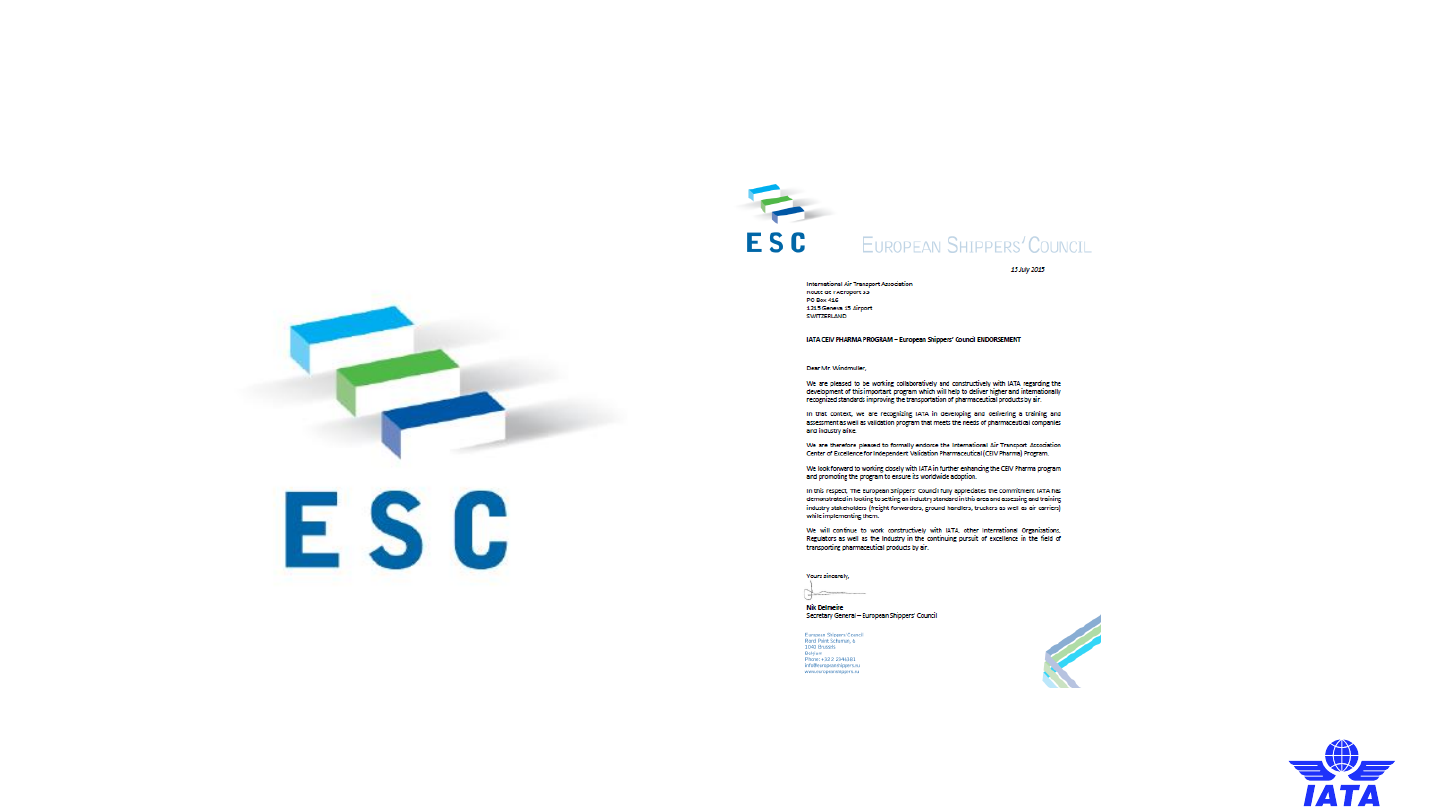 ESC
ESC
EUROPEAN SHIPPERS' COUNCIL
15 July 2015
International Air Transport Association
Route de l'Aéroport 33
PO Box 416
1215 Geneva 15 Airport
SWITZERLAND
IATA CEIV PHARMA PROGRAM – European Shippers' Council ENDORSEMENT
Dear Mr. Windmuller,
We are pleased to be working collaboratively and constructively with IATA regarding the
development of this important program which will help to deliver higher and internationally
recognized standards improving the transportation of pharmaceutical products by air.
In that context, we are recognizing IATA in developing and delivering a training and
assessment as well as validation program that meets the needs of pharmaceutical companies
and industry alike.
We are therefore pleased to formally endorse the International Air Transport Association
Center of Excellence for Independent Validation Pharmaceutical (CEIV Pharma) Program.
We look forward to working closely with IATA in further enhancing the CEIV Pharma program
and promoting the program to ensure its worldwide adoption.
In this respect, The European Shippers' Council fully appreciates the commitment IATA has
demonstrated in looking to setting an industry standard in this area and assessing and training
industry stakeholders (freight forwarders, ground handlers, truckers as well as air carriers)
while implementing them.
We will continue to work constructively with IATA, other International Organizations,
Regulators as well as the Industry in the continuing pursuit of excellence in the field of
transporting pharmaceutical products by air.
Yours sincerely,
Nik Delmeire
Secretary General – European Shippers' Council
European Shippers' Council
Rond Point Schuman, 6
1040 Brussels
Belgium
Phone:
info@europeanshippers.eu
www.europeanshippers.eu
IATA